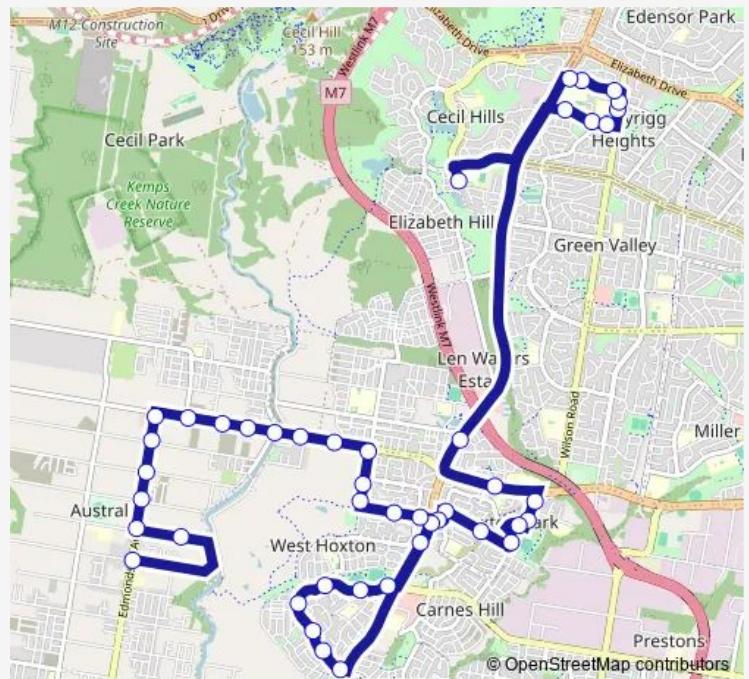 M12 Construction
Site
Cecil Hill
153 m
Westlink M7
Elizabeth Drive
Edensor Park
Elizabeth Drive
M7
Cecil Hills
Cecil Park
Heights
Kemps
Creek Nature
Reserve
Elizabeth Hill
Green Valley
Westlink M7
Len
Wilson Road
Miller
Austral
West Hoxton
Carnes Hill
Prestons
© OpenStreetMap contributors